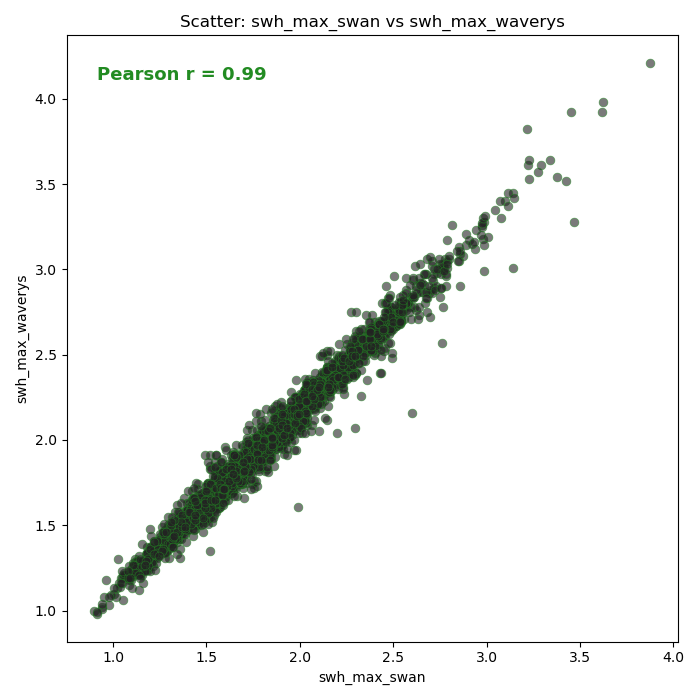 Scatter: swh_max_swan vs swh_max_waverys
Pearson r = 0.99
4.0
3.5
3.0
2.5
2.0
1.5
1.0
swh_max_waverys
1.0 1.5 2.0 2.5 3.0 3.5 4.0
swh_max_swan